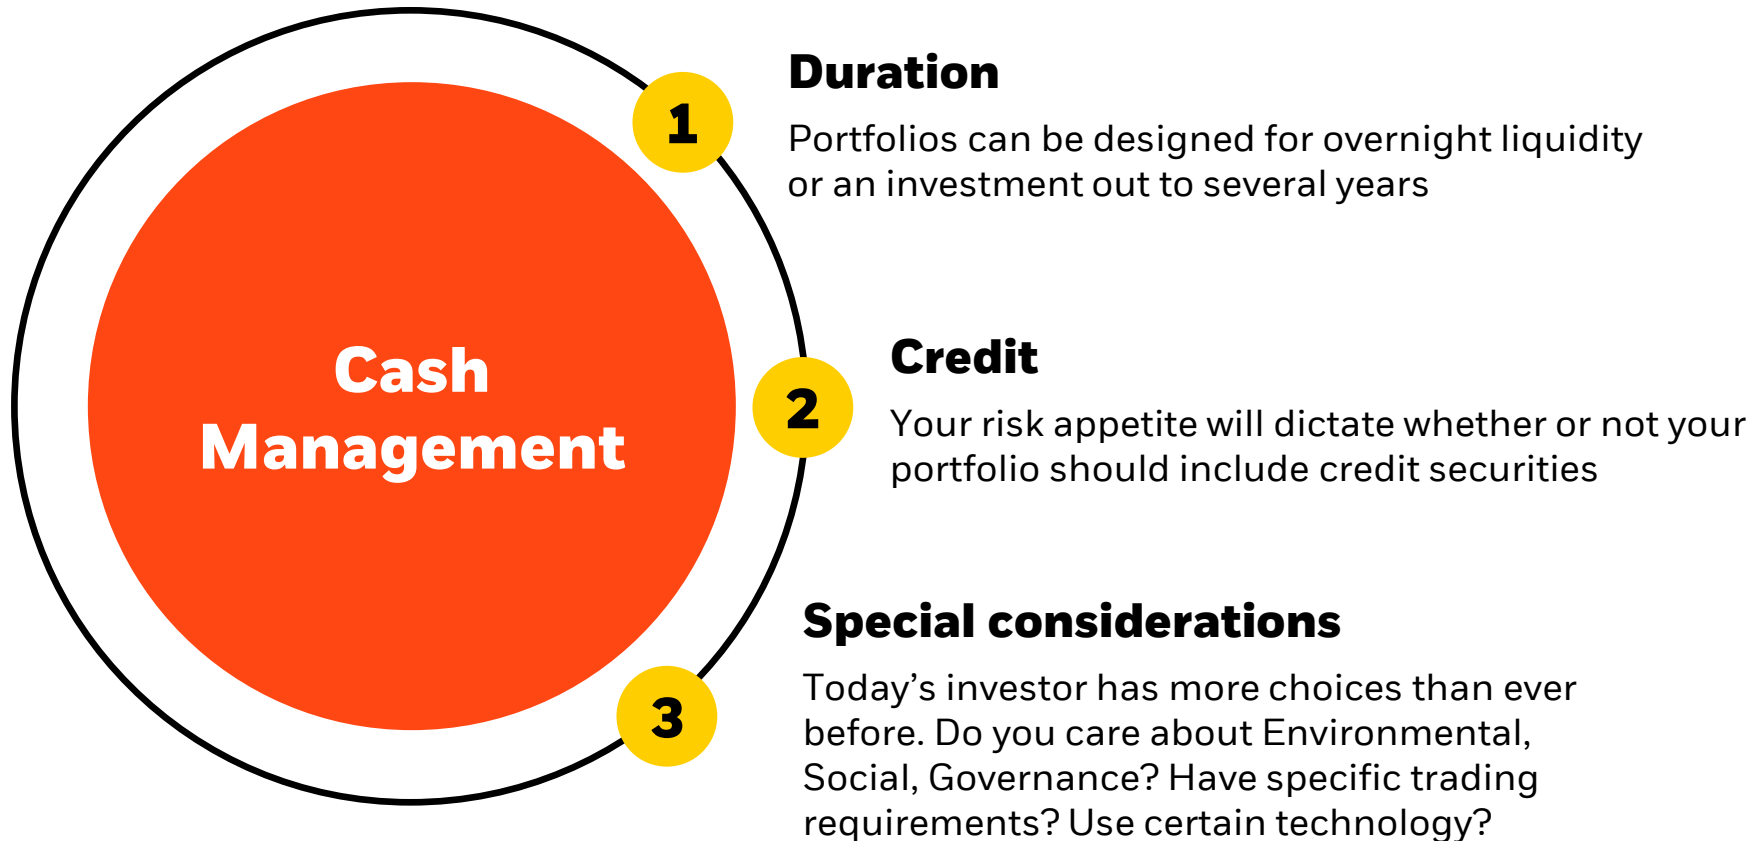 Cash
Management
1
Duration
Portfolios can be designed for overnight liquidity
or an investment out to several years
2
Credit
Your risk appetite will dictate whether or not your
portfolio should include credit securities
3
Special considerations
Today’s investor has more choices than ever
before. Do you care about Environmental,
Social, Governance? Have specific trading
requirements? Use certain technology?